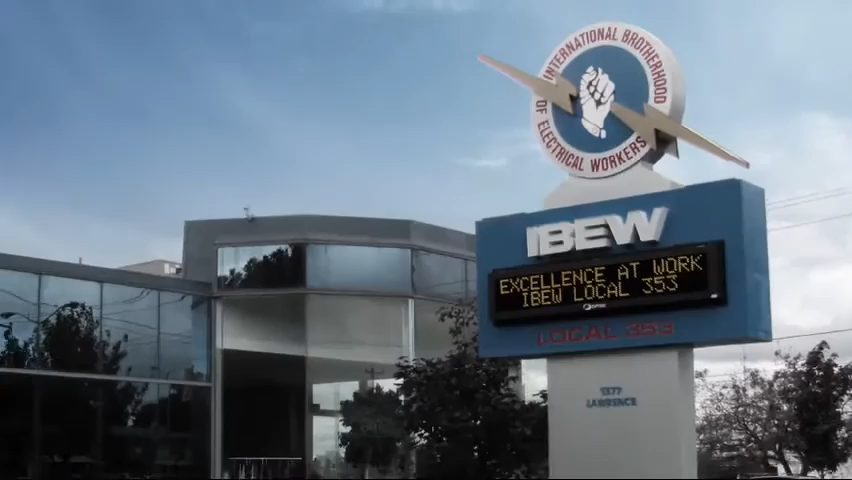 INTERNATIONAL BROTHERHOOD
OF ELECTRICAL WORKERS
IBEW
EXCELLENCE AT WORK
IBEW LOCAL 353
LOCAL 353
1377
LAWRENCE